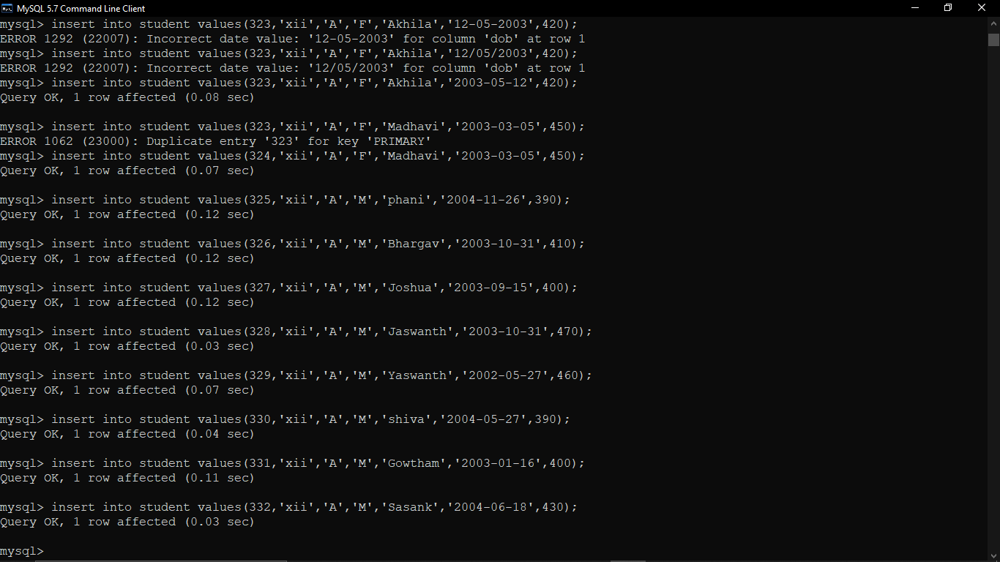 MySQL 5.7 Command Line Client
mysql> insert into student values(323,'xii','A','F','Akhila','12-05-2003',420);
ERROR 1292 (22007): Incorrect date value: '12-05-2003' for column 'dob' at row 1
mysql> insert into student values(323,'xii','A','F','Akhila','12/05/2003',420);
ERROR 1292 (22007): Incorrect date value: '12/05/2003' for column 'dob' at row 1
mysql> insert into student values(323,'xii','A','F','Akhila','2003-05-12',420);
Query OK, 1 row affected (0.08 sec)
mysql> insert into student values(323,'xii','A','F','Madhavi','2003-03-05',450);
ERROR 1062 (23000): Duplicate entry '323' for key 'PRIMARY'
mysql> insert into student values(324,'xii','A','F','Madhavi','2003-03-05',450);
Query OK, 1 row affected (0.07 sec)
mysql> insert into student values(325,'xii','A','M','phani','2004-11-26',390);
Query OK, 1 row affected (0.12 sec)
mysql> insert into student values(326,'xii','A','M','Bhargav','2003-10-31',410);
Query OK, 1 row affected (0.12 sec)
mysql> insert into student values(327,'xii','A','M','Joshua','2003-09-15',400);
Query OK, 1 row affected (0.12 sec)
mysql> insert into student values(328,'xii','A','M','Jaswanth','2003-10-31',470);
Query OK, 1 row affected (0.03 sec)
mysql> insert into student values(329,'xii','A','M','Yaswanth','2002-05-27',460);
Query OK, 1 row affected (0.07 sec)
mysql> insert into student values(330,'xii','A','M','shiva','2004-05-27',390);
Query OK, 1 row affected (0.04 sec)
mysql> insert into student values(331,'xii','A','M','Gowtham','2003-01-16',400);
Query OK, 1 row affected (0.11 sec)
mysql> insert into student values(332,'xii','A','M','Sasank','2004-06-18',430);
Query OK, 1 row affected (0.03 sec)
mysql>